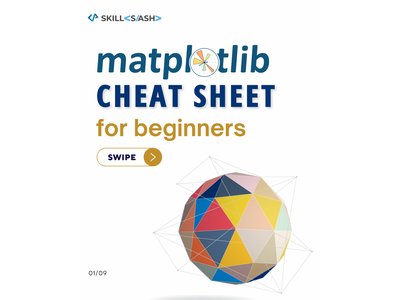 </> SKILL<S/ASH>
matplotlib
CHEAT SHEET
for beginners
SWIPE >
01/09